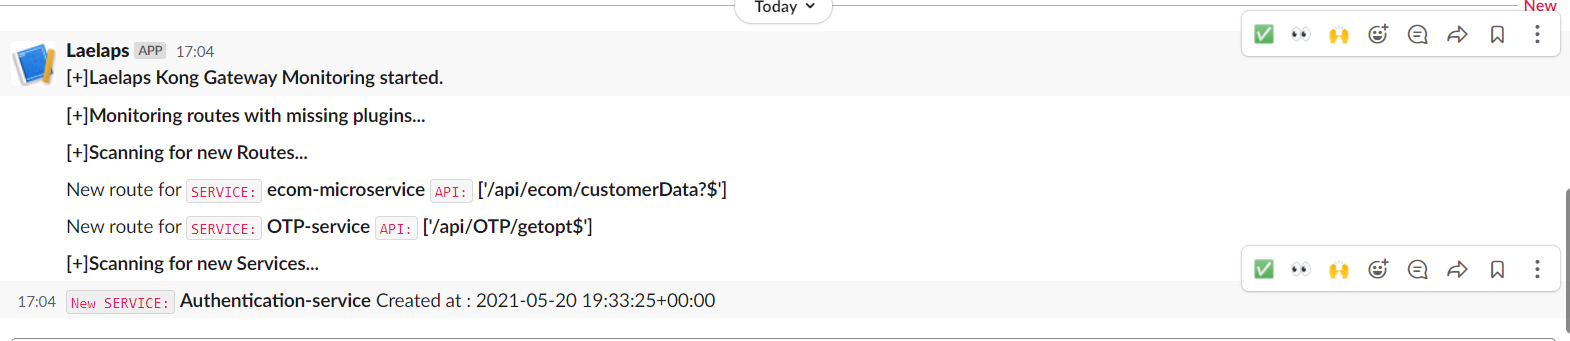 Today
New
Laelaps APP 17:04
[+]Laelaps Kong Gateway Monitoring started.
[+]Monitoring routes with missing plugins...
[+]Scanning for new Routes...
New route for SERVICE: ecom-microservice API: ['/api/ecom/customerData?$']
New route for SERVICE: OTP-service API: ['/api/OTP/getopt$']
[+]Scanning for new Services...
17:04 New SERVICE: Authentication-service Created at : 2021-05-20 19:33:25+00:00